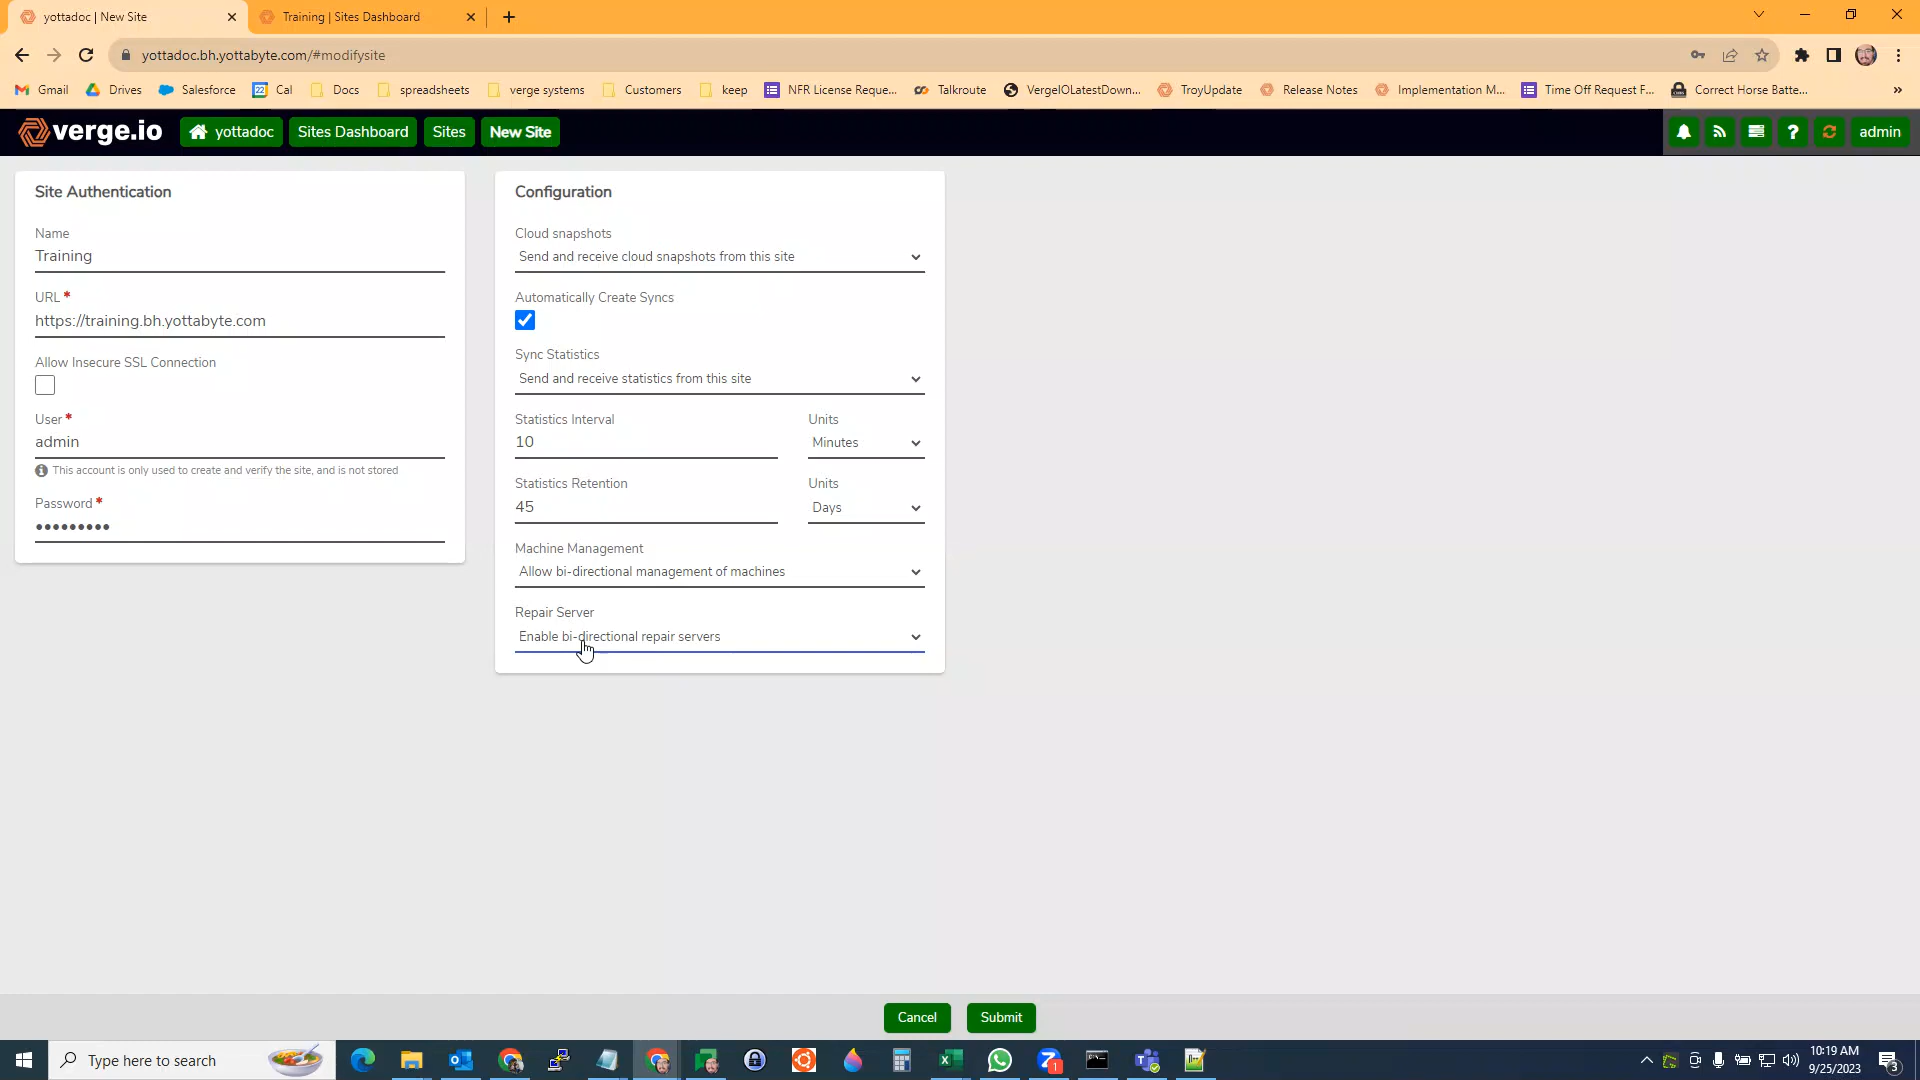 yottadoc | New Site
Training | Sites Dashboard
yottadoc.bh.yottabyte.com/#modifysite
Gmail
Drives
Salesforce
22
Cal
Docs
spreadsheets
verge systems
Customers
keep
NFR License Reque...
Talkroute
VergeIOLatestDown...
TroyUpdate
Release Notes
Implementation M...
Time Off Request F...
Correct Horse Batte...
»
verge.io
yottadoc
Sites Dashboard
Sites
New Site
?
admin
Site Authentication
Name
Training
URL *
https://training.bh.yottabyte.com
Allow Insecure SSL Connection
User *
admin
This account is only used to create and verify the site, and is not stored
Password *
•••••••••
Configuration
Cloud snapshots
Send and receive cloud snapshots from this site
Automatically Create Syncs
Sync Statistics
Send and receive statistics from this site
Statistics Interval
Units
10
Minutes
Statistics Retention
Units
45
Days
Machine Management
Allow bi-directional management of machines
Repair Server
Enable bi-directional repair servers
Cancel
Submit
Type here to search
1
10:19 AM
9/25/2023
3